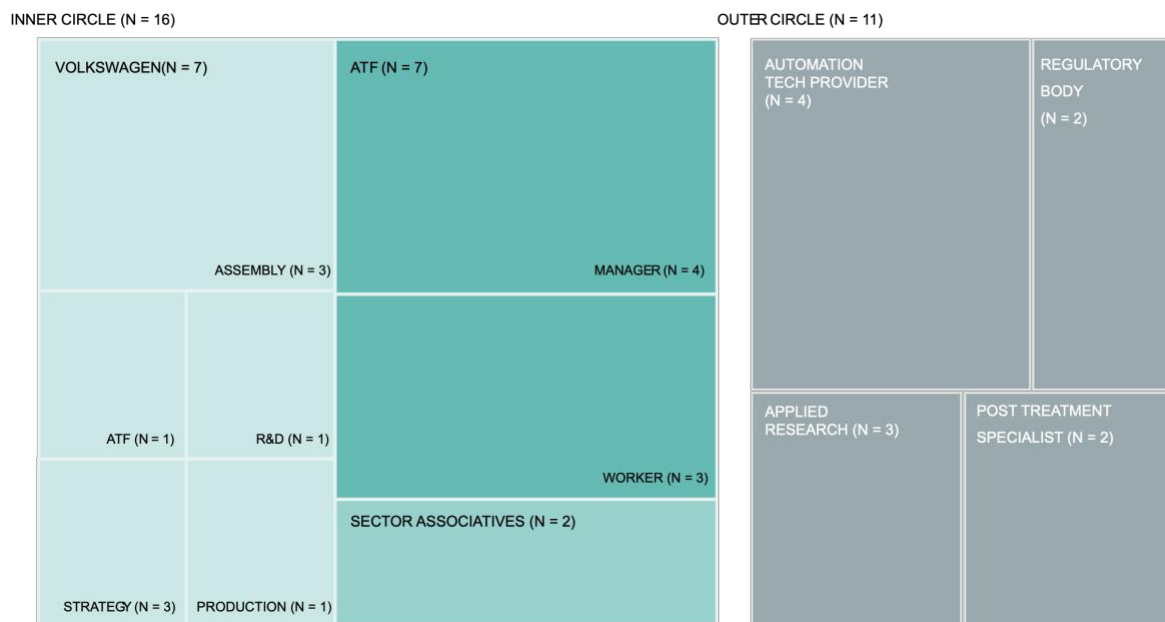 INNER CIRCLE (N = 16)
VOLKSWAGEN(N = 7)
ASSEMBLY (N = 3)
ATF (N = 1)
R&D (N = 1)
STRATEGY (N = 3)
PRODUCTION (N = 1)
ATF (N = 7)
MANAGER (N = 4)
WORKER (N = 3)
SECTOR ASSOCIATIVES (N = 2)
OUTER CIRCLE (N = 11)
AUTOMATION
TECH PROVIDER
(N = 4)
REGULATORY
BODY
(N = 2)
APPLIED
RESEARCH (N = 3)
POST TREATMENT
SPECIALIST (N = 2)